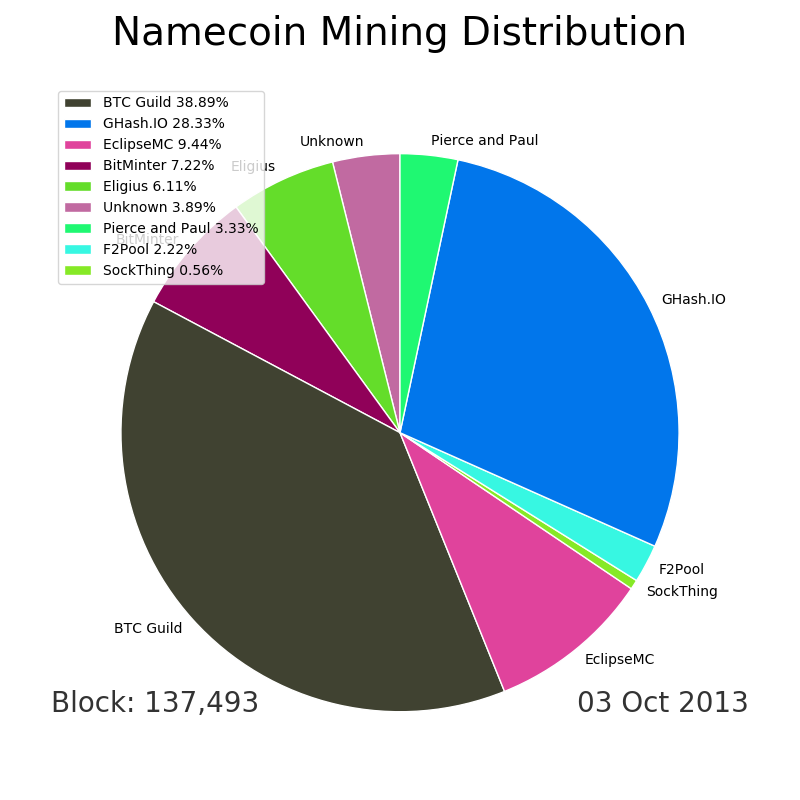 Namecoin Mining Distribution
BTC Guild 38.89%
GHash.IO 28.33%
EclipseMC 9.44%
BitMinter 7.22%
Eligius 6.11%
Unknown 3.89%
Pierce and Paul 3.33%
F2Pool 2.22%
SockThing 0.56%
Unknown
Pierce and Paul
Eligius
BitMinter
GHash.IO
F2Pool
SockThing
BTC Guild
EclipseMC
Block: 137,493
03 Oct 2013